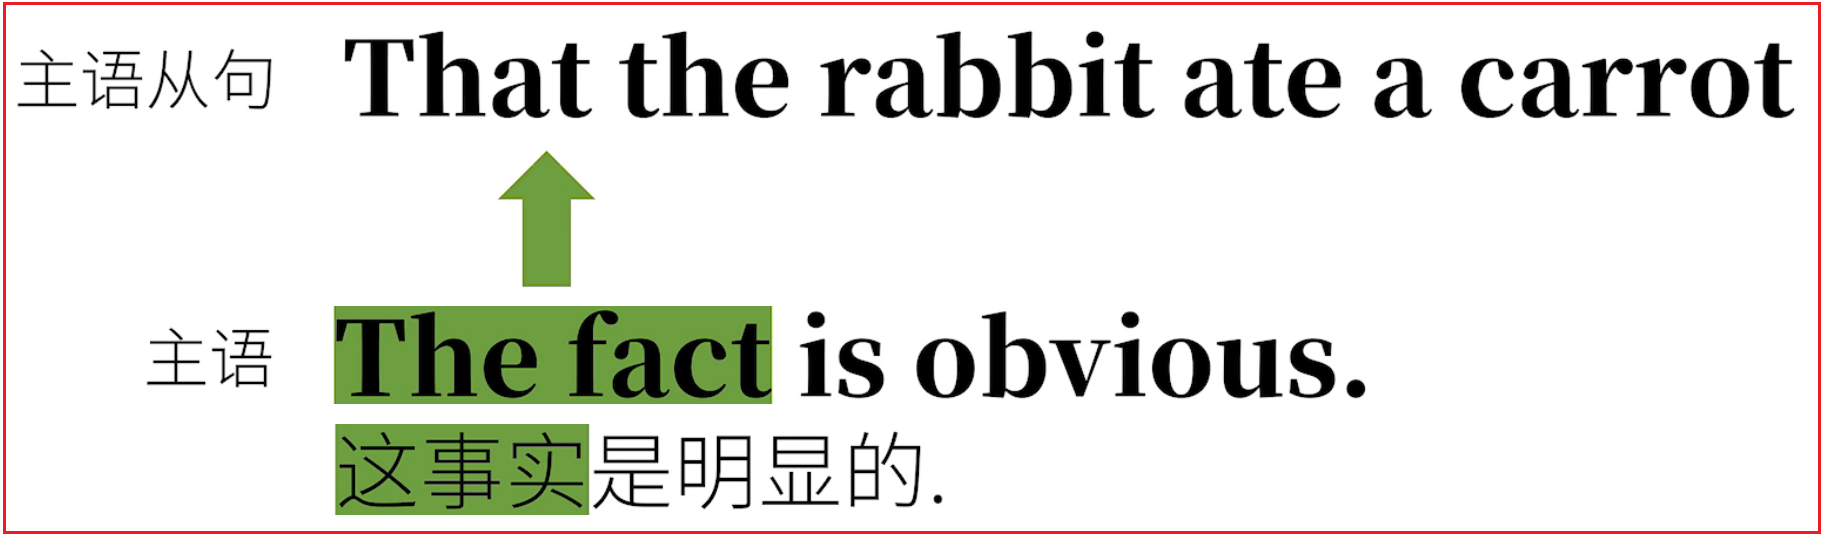 主语从句 That the rabbit ate a carrot
主语 The fact is obvious.
这事实是明显的.